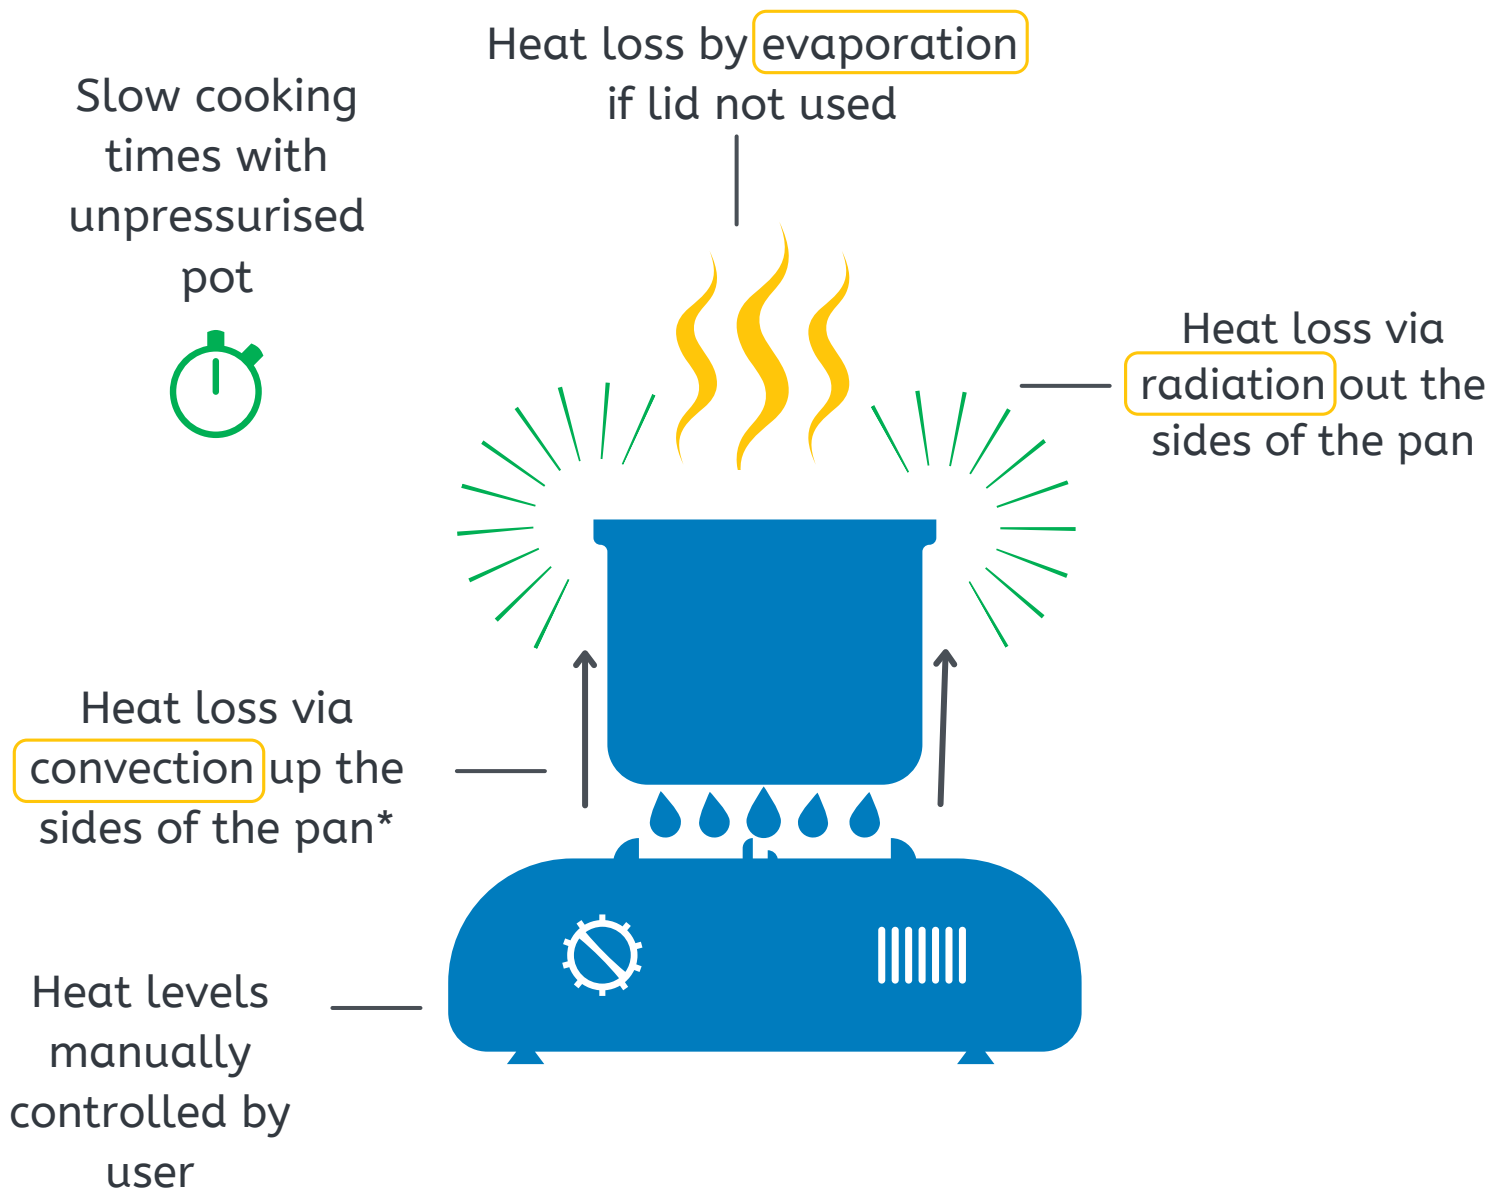 Heat loss by evaporation
if lid not used
Slow cooking
times with
unpressurised
pot
Heat loss via
radiation out the
sides of the pan
Heat loss via
convection up the
sides of the pan*
Heat levels
manually
controlled by
user